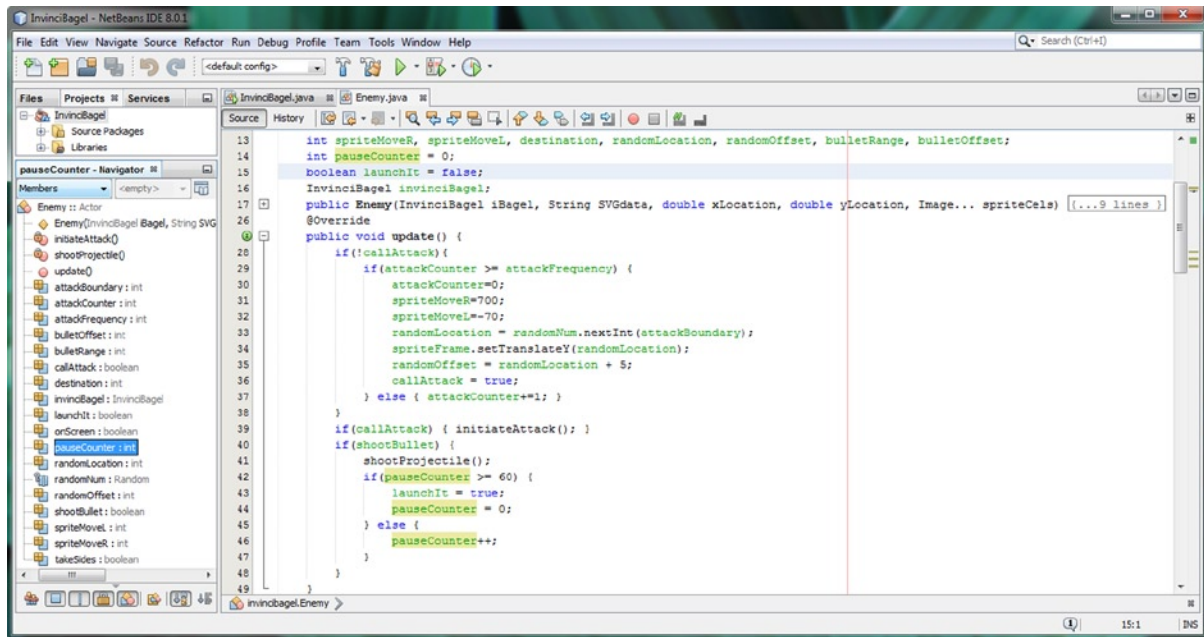 InvinciBagel - NetBeans IDE 8.0.1
File Edit View Navigate Source Refactor Run Debug Profile Team Tools Window Help
Search (Ctrl+I)
<default config>
Files Projects Services
InvinciBagel.java Enemy.java
InvinciBagel
Source Packages
Libraries
Source History
pauseCounter - Navigator
Members <empty>
Enemy :: Actor
Enemy(InvinciBagel iBagel, String SVG
initiateAttack()
shootProjectile()
update()
attackBoundary : int
attackCounter : int
attackFrequency : int
bulletOffset : int
bulletRange : int
callAttack : boolean
destination : int
invinciBagel : InvinciBagel
launchIt : boolean
onScreen : boolean
pauseCounter : int
randomLocation : int
randomNum : Random
randomOffset : int
shootBullet : boolean
spriteMoveL : int
spriteMoveR : int
takeSides : boolean
13 int spriteMoveR, spriteMoveL, destination, randomLocation, randomOffset, bulletRange, bulletOffset;
14 int pauseCounter = 0;
15 boolean launchIt = false;
16 InvinciBagel invinciBagel;
17 public Enemy(InvinciBagel iBagel, String SVGdata, double xLocation, double yLocation, Image... spriteCels) {...9 lines }
26 @Override
public void update() {
28 if(!callAttack){
29 if(attackCounter >= attackFrequency) {
30 attackCounter=0;
31 spriteMoveR=700;
32 spriteMoveL=-70;
33 randomLocation = randomNum.nextInt(attackBoundary);
34 spriteFrame.setTranslateY(randomLocation);
35 randomOffset = randomLocation + 5;
36 callAttack = true;
37 } else { attackCounter+=1; }
38 }
39 if(callAttack) { initiateAttack(); }
40 if(shootBullet) {
41 shootProjectile();
42 if(pauseCounter >= 60) {
43 launchIt = true;
44 pauseCounter = 0;
45 } else {
46 pauseCounter++;
47 }
48 }
49 }
invincibagel.Enemy
15:1 INS